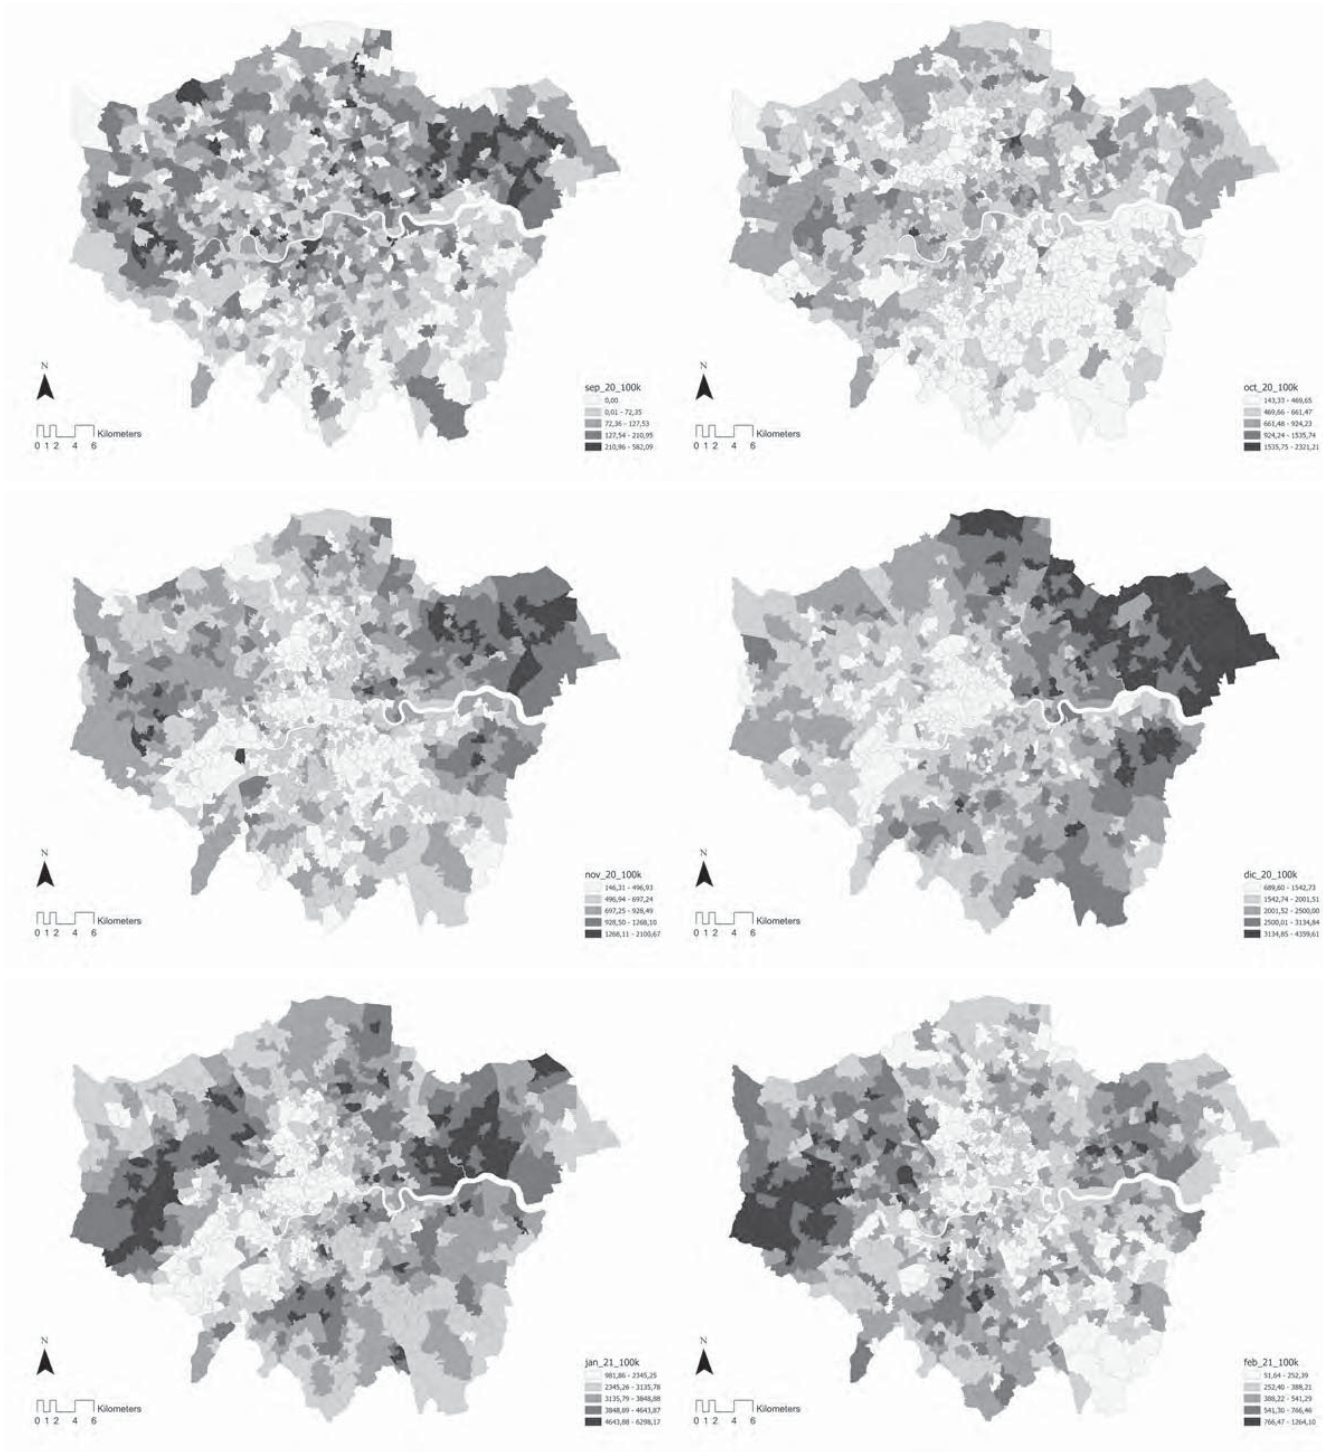 N
0 1 2 4 6 Kilometers
sep_20_100k
0,00
0,01 - 72,35
72,36 - 127,53
127,54 - 210,95
210,96 - 582,09
N
0 1 2 4 6 Kilometers
oct_20_100k
143,33 - 469,65
469,66 - 661,47
661,48 - 924,23
924,24 - 1535,74
1535,75 - 2321,21
N
0 1 2 4 6 Kilometers
nov_20_100k
146,31 - 496,93
496,94 - 697,24
697,25 - 928,49
928,50 - 1268,10
1268,11 - 2100,67
N
0 1 2 4 6 Kilometers
dic_20_100k
689,60 - 1542,73
1542,74 - 2001,51
2001,52 - 2500,00
2500,01 - 3134,84
3134,85 - 4359,61
N
0 1 2 4 6 Kilometers
jan_21_100k
981,86 - 2345,25
2345,26 - 3135,78
3135,79 - 3848,88
3848,89 - 4643,87
4643,88 - 6298,17
N
0 1 2 4 6 Kilometers
feb_21_100k
51,64 - 252,39
252,40 - 388,21
388,22 - 541,29
541,30 - 766,46
766,47 - 1264,10